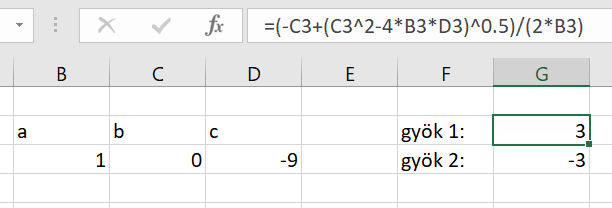 fx =(-C3+(C3^2-4*B3*D3)^0.5)/(2*B3)
B C D E F G
a b c gyök 1: 3
1 0 -9 gyök 2: -3